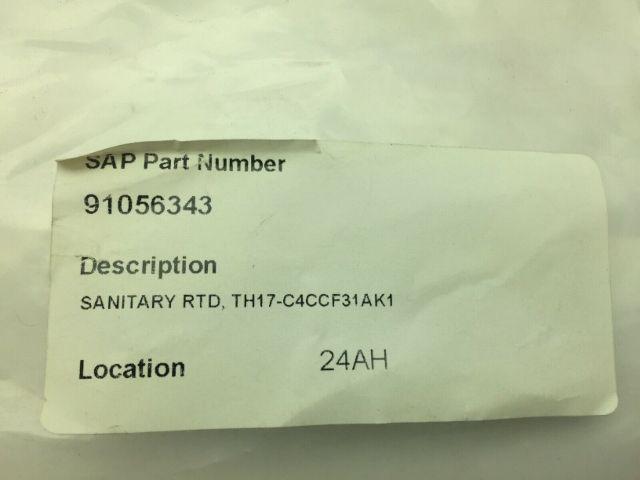 SAP Part Number
91056343
Description
SANITARY RTD, TH17-C4CCF31AK1
Location 24AH